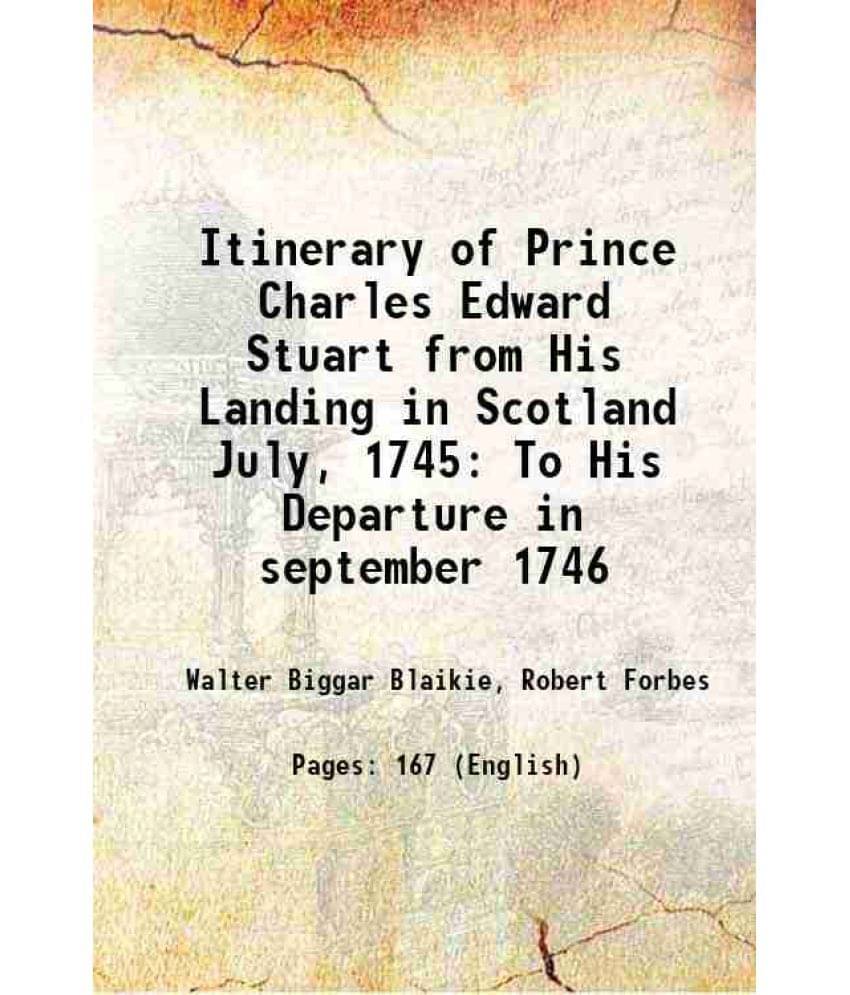 Itinerary of Prince
Charles Edward
Stuart from His
Landing in Scotland
July, 1745: To His
Departure in
september 1746
Walter Biggar Blaikie, Robert Forbes
Pages: 167 (English)